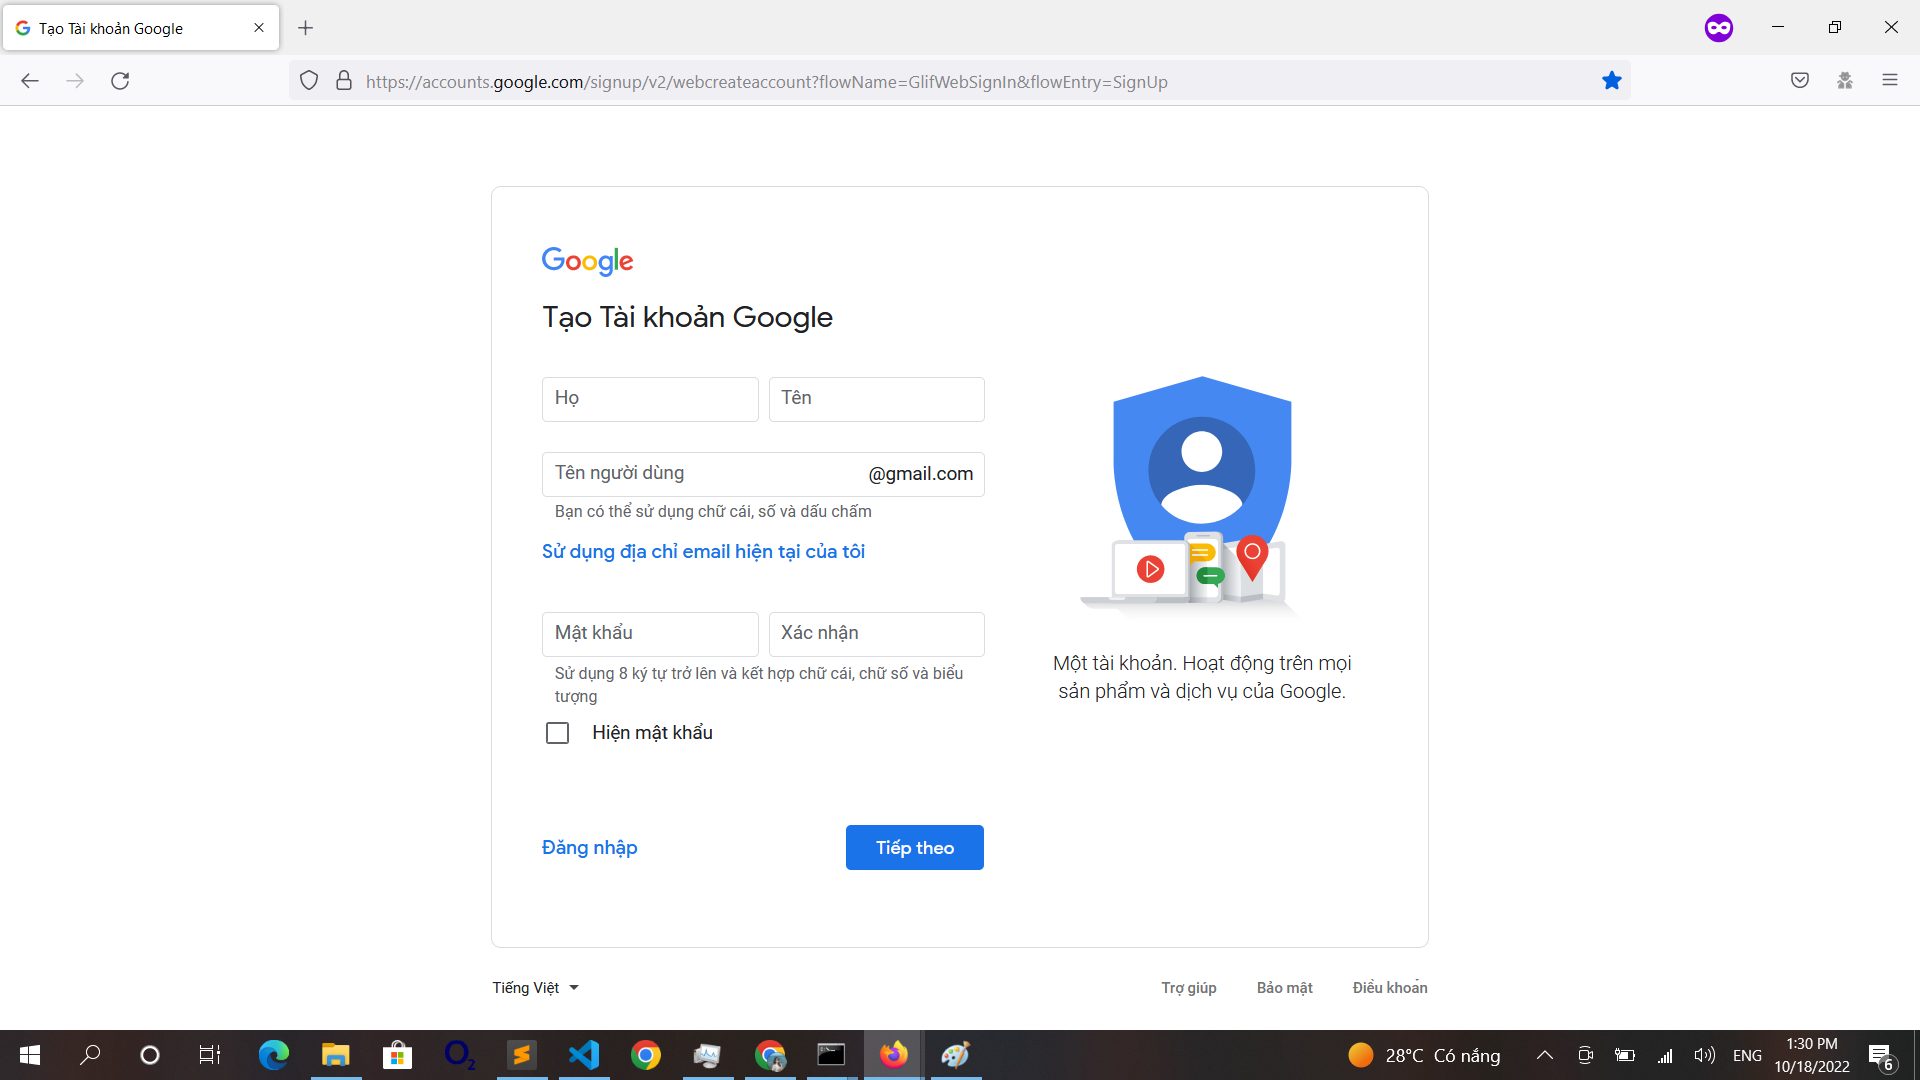 Tạo Tài khoản Google
https://accounts.google.com/signup/v2/webcreateaccount?flowName=GlifWebSignIn&flowEntry=SignUp
Google
Tạo Tài khoản Google
Họ
Tên
Tên người dùng
@gmail.com
Bạn có thể sử dụng chữ cái, số và dấu chấm
Sử dụng địa chỉ email hiện tại của tôi
Mật khẩu
Xác nhận
Sử dụng 8 ký tự trở lên và kết hợp chữ cái, chữ số và biểu
tượng
Hiện mật khẩu
Một tài khoản. Hoạt động trên mọi
sản phẩm và dịch vụ của Google.
Đăng nhập
Tiếp theo
Tiếng Việt
Trợ giúp
Bảo mật
Điều khoản
O2
28°C Có nắng
ENG
1:30 PM
10/18/2022
6